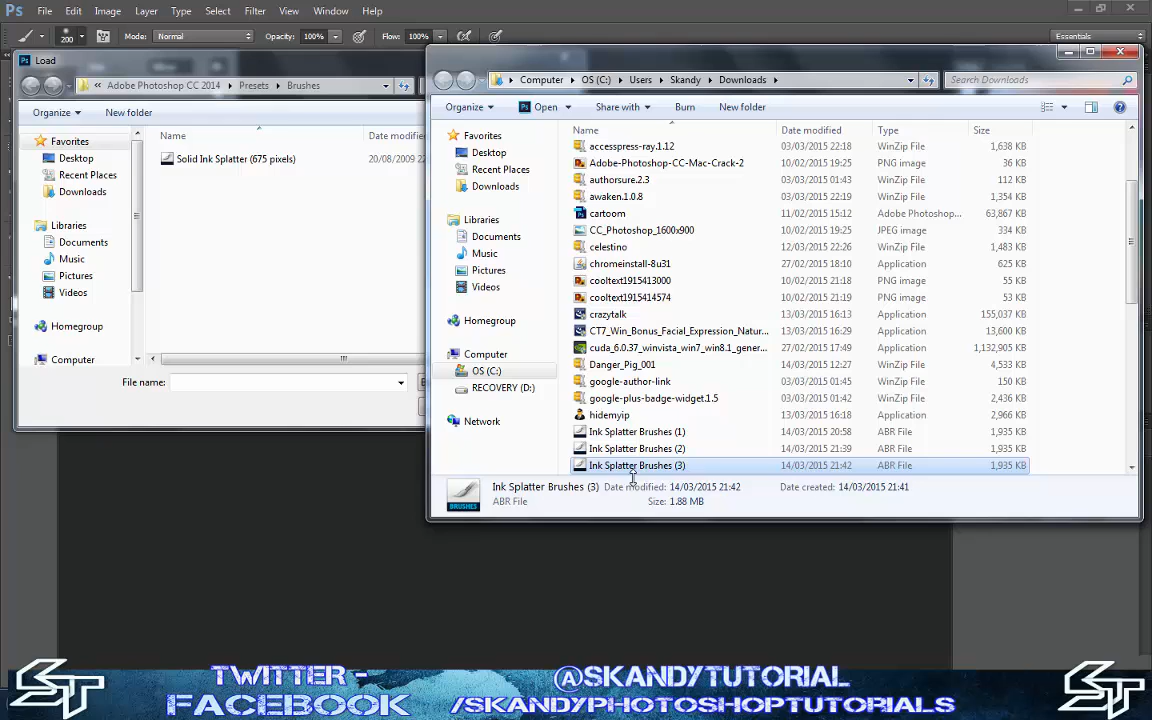 Ps File Edit Image Layer Type Select Filter View Window Help
200 Mode: Normal Opacity: 100% Flow: 100% Essentials
Load
« Adobe Photoshop CC 2014 Presets Brushes
Organize New folder
Name Date modifie
Favorites
Desktop
Recent Places
Downloads
Libraries
Documents
Music
Pictures
Videos
Homegroup
Computer
Solid Ink Splatter (675 pixels) 20/08/2009 22
File name:
Computer OS (C:) Users Skandy Downloads Search Downloads
Organize Open Share with Burn New folder
Favorites
Desktop
Recent Places
Downloads
Libraries
Documents
Music
Pictures
Videos
Homegroup
Computer
OS (C:)
RECOVERY (D:)
Network
Name Date modified Type Size
accesspress-ray.1.12 03/03/2015 22:18 WinZip File 1,638 KB
Adobe-Photoshop-CC-Mac-Crack-2 10/02/2015 19:25 PNG image 36 KB
authorsure.2.3 03/03/2015 01:43 WinZip File 112 KB
awaken.1.0.8 03/03/2015 22:19 WinZip File 1,354 KB
cartoom 11/02/2015 15:12 Adobe Photoshop... 63,867 KB
CC_Photoshop_1600x900 10/02/2015 19:25 JPEG image 334 KB
celestino 12/03/2015 22:26 WinZip File 1,483 KB
chromeinstall-8u31 27/02/2015 18:10 Application 625 KB
cooltext1915413000 10/02/2015 21:18 PNG image 55 KB
cooltext1915414574 10/02/2015 21:19 PNG image 53 KB
crazytalk 13/03/2015 16:13 Application 155,037 KB
CT7_Win_Bonus_Facial_Expression_Natur... 13/03/2015 16:29 Application 13,600 KB
cuda_6.0.37_winvista_win7_win8.1_gener... 27/02/2015 17:49 Application 1,132,905 KB
Danger_Pig_001 14/03/2015 12:27 WinZip File 4,533 KB
google-author-link 03/03/2015 01:45 WinZip File 150 KB
google-plus-badge-widget.1.5 03/03/2015 01:42 WinZip File 2,436 KB
hidemyip 13/03/2015 16:18 Application 2,966 KB
Ink Splatter Brushes (1) 14/03/2015 20:58 ABR File 1,935 KB
Ink Splatter Brushes (2) 14/03/2015 21:39 ABR File 1,935 KB
Ink Splatter Brushes (3) 14/03/2015 21:42 ABR File 1,935 KB
Ink Splatter Brushes (3) Date modified: 14/03/2015 21:42 Date created: 14/03/2015 21:41
ABR File Size: 1.88 MB
BRUSHES
ST TWITTER - @SKANDYTUTORIAL ST
FACEBOOK /SKANDYPHOTOSHOPTUTORIALS